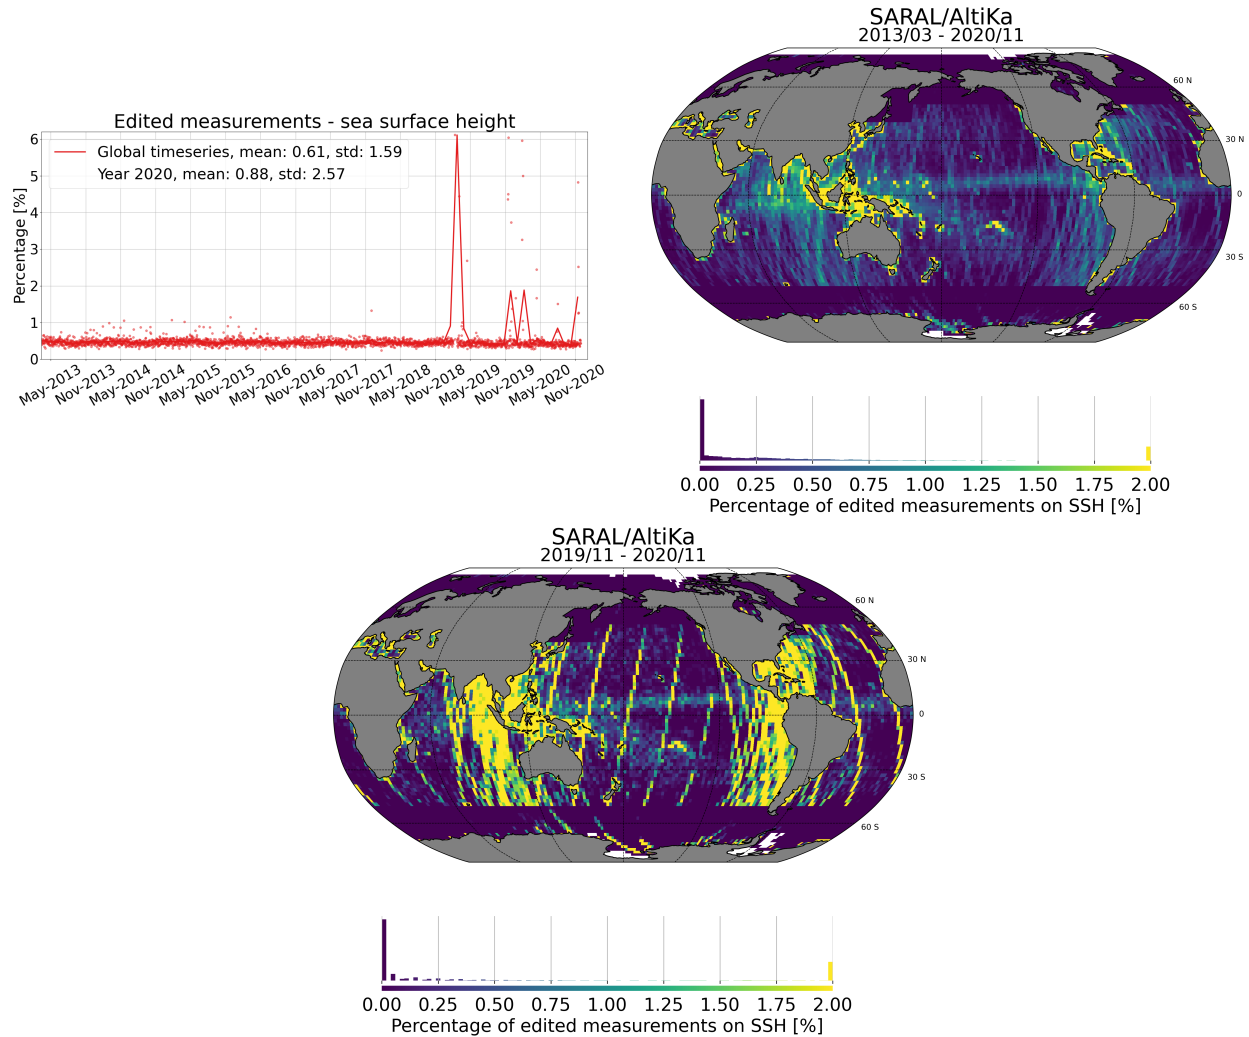 Edited measurements - sea surface height
Percentage [%]
6
5
4
3
2
1
0
Global timeseries, mean: 0.61, std: 1.59
Year 2020, mean: 0.88, std: 2.57
May-2013
Nov-2013
May-2014
Nov-2014
May-2015
Nov-2015
May-2016
Nov-2016
May-2017
Nov-2017
May-2018
Nov-2018
May-2019
Nov-2019
May-2020
Nov-2020
SARAL/AltiKa
2013/03 - 2020/11
60 N
30 N
0
30 S
60 S
0.00 0.25 0.50 0.75 1.00 1.25 1.50 1.75 2.00
Percentage of edited measurements on SSH [%]
SARAL/AltiKa
2019/11 - 2020/11
60 N
30 N
0
30 S
60 S
0.00 0.25 0.50 0.75 1.00 1.25 1.50 1.75 2.00
Percentage of edited measurements on SSH [%]